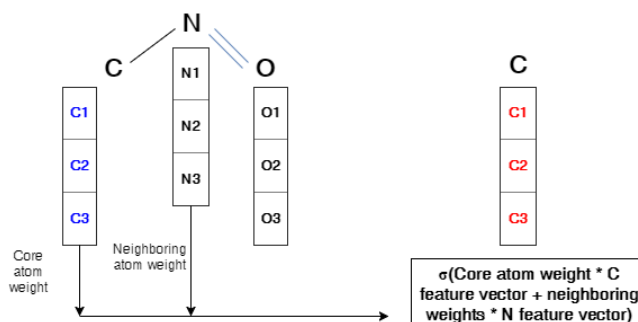 N
C
O
C
N1
N2
N3
C1
C2
C3
O1
O2
O3
C1
C2
C3
Core
atom
weight
Neighboring
atom weight
σ(Core atom weight * C
feature vector + neighboring
weights * N feature vector)